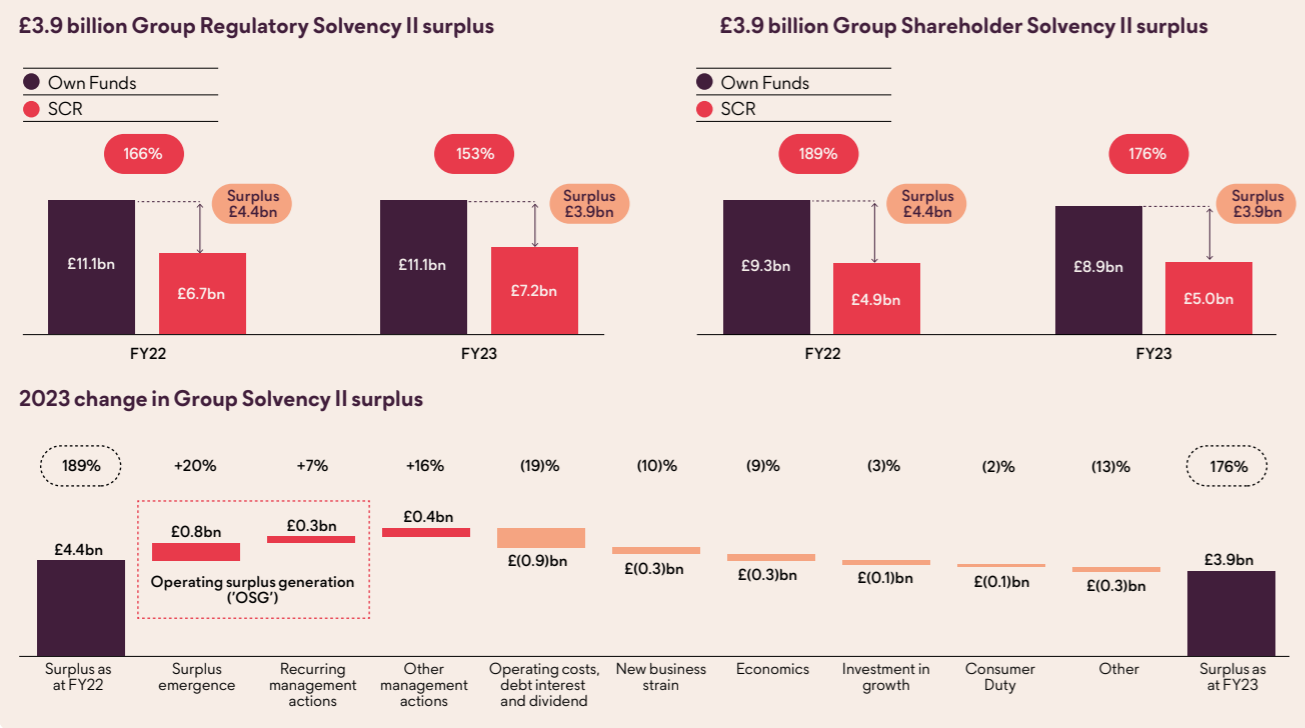 £3.9 billion Group Regulatory Solvency II surplus
Own Funds
SCR
166%
153%
Surplus
£4.4bn
Surplus
£3.9bn
£11.1bn
£6.7bn
£11.1bn
£7.2bn
FY22
FY23
£3.9 billion Group Shareholder Solvency II surplus
Own Funds
SCR
189%
176%
Surplus
£4.4bn
Surplus
£3.9bn
£9.3bn
£4.9bn
£8.9bn
£5.0bn
FY22
FY23
2023 change in Group Solvency II surplus
189%
+20%
+7%
+16%
(19)%
(10)%
(9)%
(3)%
(2)%
(13)%
176%
£4.4bn
£0.8bn
£0.3bn
£0.4bn
£(0.9)bn
£(0.3)bn
£(0.3)bn
£(0.1)bn
£(0.1)bn
£(0.3)bn
£3.9bn
Operating surplus generation
('OSG')
Surplus as
at FY22
Surplus
emergence
Recurring
management
actions
Other
management
actions
Operating costs,
debt interest
and dividend
New business
strain
Economics
Investment in
growth
Consumer
Duty
Other
Surplus as
at FY23